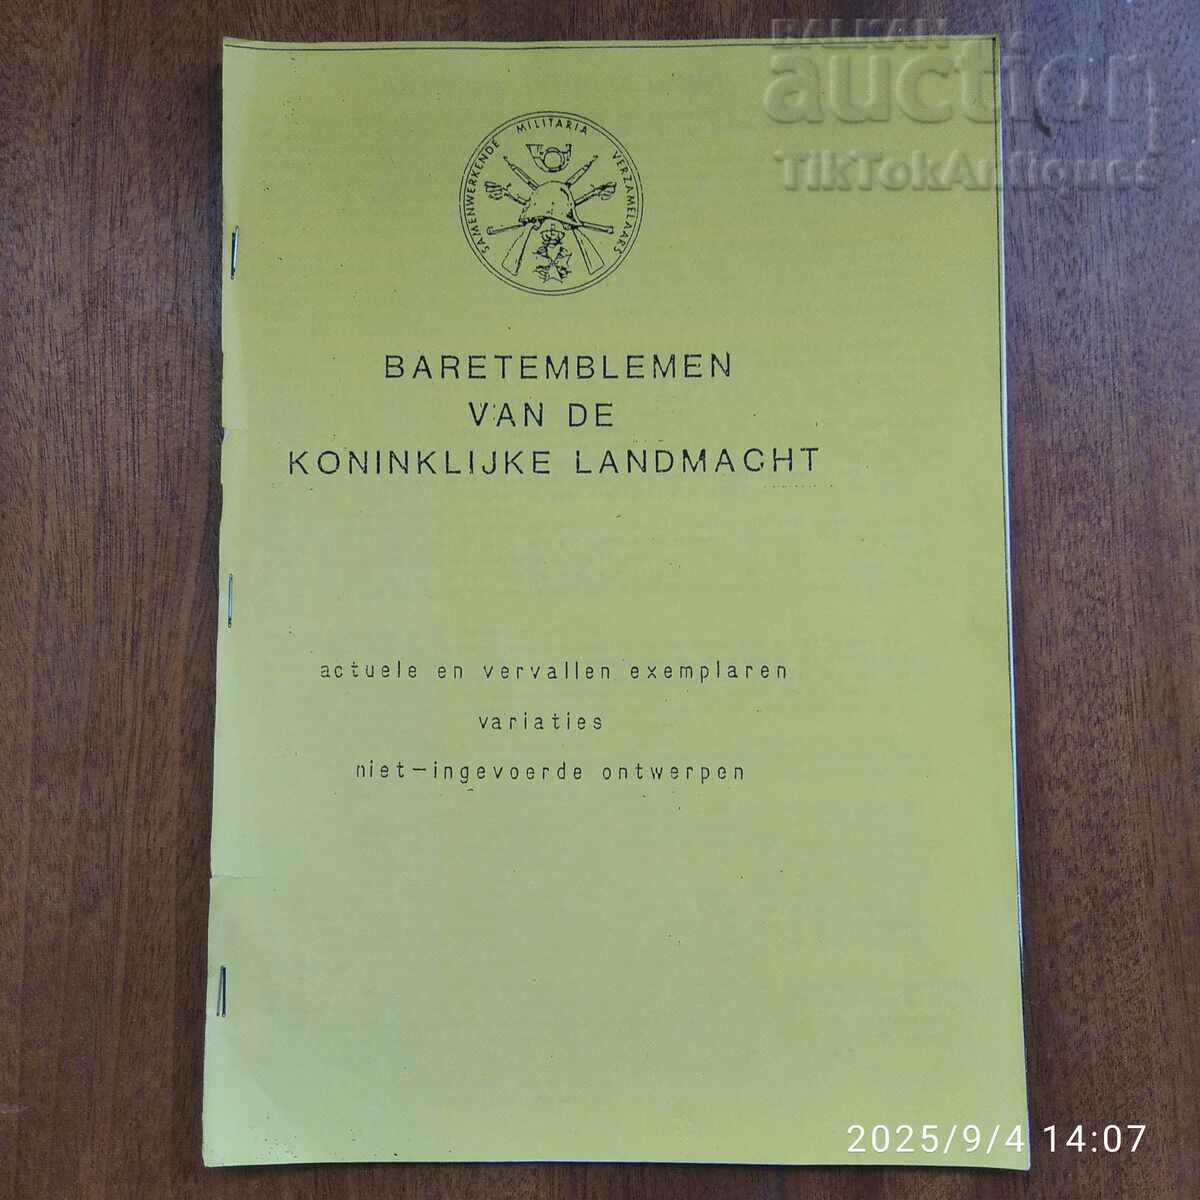 BALKAN
auction
TikTokAntiques
SAMENWERKENDE MILITARIA VERZAMELAARS
BARETEMBLEMEN
VAN DE
KONINKLIJKE LANDMACHT
actuele en vervallen exemplaren
variaties
niet-ingevoerde ontwerpen
2025/9/4 14:07